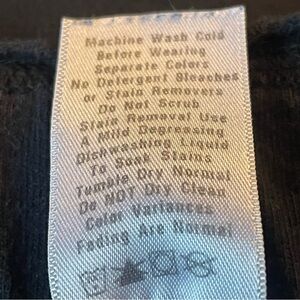 Machine Wash Cold
Before Wearing
Separate Colors
No Detergent Bleaches
or Stain Removers
Do Not Scrub
Stain Removal Use
A Mild Degressing
Dishwashing Liquid
To Soak Stains
Tumble Dry Normal
Do NOT Dry Clean
Color Variances
Fading Are Normal